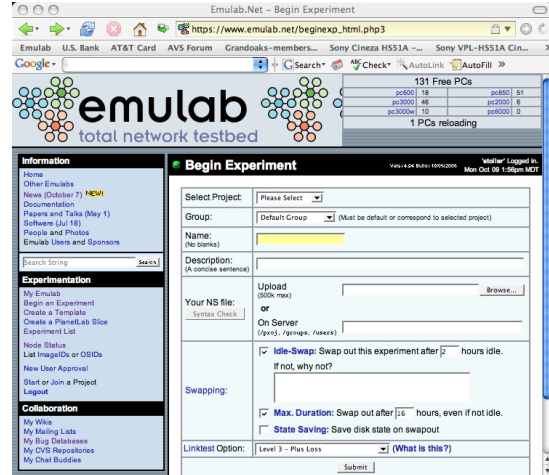 Emulab.Net – Begin Experiment
https://www.emulab.net/beginexp_html.php3
Emulab U.S. Bank AT&T Card AVS Forum Grandoaks-members... Sony Cineza HS51A –... Sony VPL-HS51A Cin...
Google Search Check AutoLink AutoFill »
emulab
total network testbed
131 Free PCs
pc600 18 pc850 51
pc3000 46 pc2000 6
pc3000w 10 pc6000 0
1 PCs reloading
Information
Home
Other Emulabs
News (October 7) NEW!
Documentation
Papers and Talks (May 1)
Software (Jul 18)
People and Photos
Emulab Users and Sponsors
Search String Search
Experimentation
My Emulab
Begin an Experiment
Create a Template
Create a PlanetLab Slice
Experiment List
Node Status
List ImageIDs or OSIDs
New User Approval
Start or Join a Project
Logout
Collaboration
My Wikis
My Mailing Lists
My Bug Databases
My CVS Repositories
My Chat Buddies
Begin Experiment
Vers: 4.94 Build: 10/05/2006
'stoller' Logged in.
Mon Oct 09 1:56pm MDT
Select Project: Please Select
Group: Default Group (Must be default or correspond to selected project)
Name:
(No blanks)
Description:
(A concise sentence)
Your NS file:
Syntax Check
Upload
(500k max)
Browse...
or
On Server
(/proj, /groups, /users)
Swapping:
Idle-Swap: Swap out this experiment after 2 hours idle.
If not, why not?
Max. Duration: Swap out after 16 hours, even if not idle.
State Saving: Save disk state on swapout
Linktest Option: Level 3 - Plus Loss (What is this?)
Submit